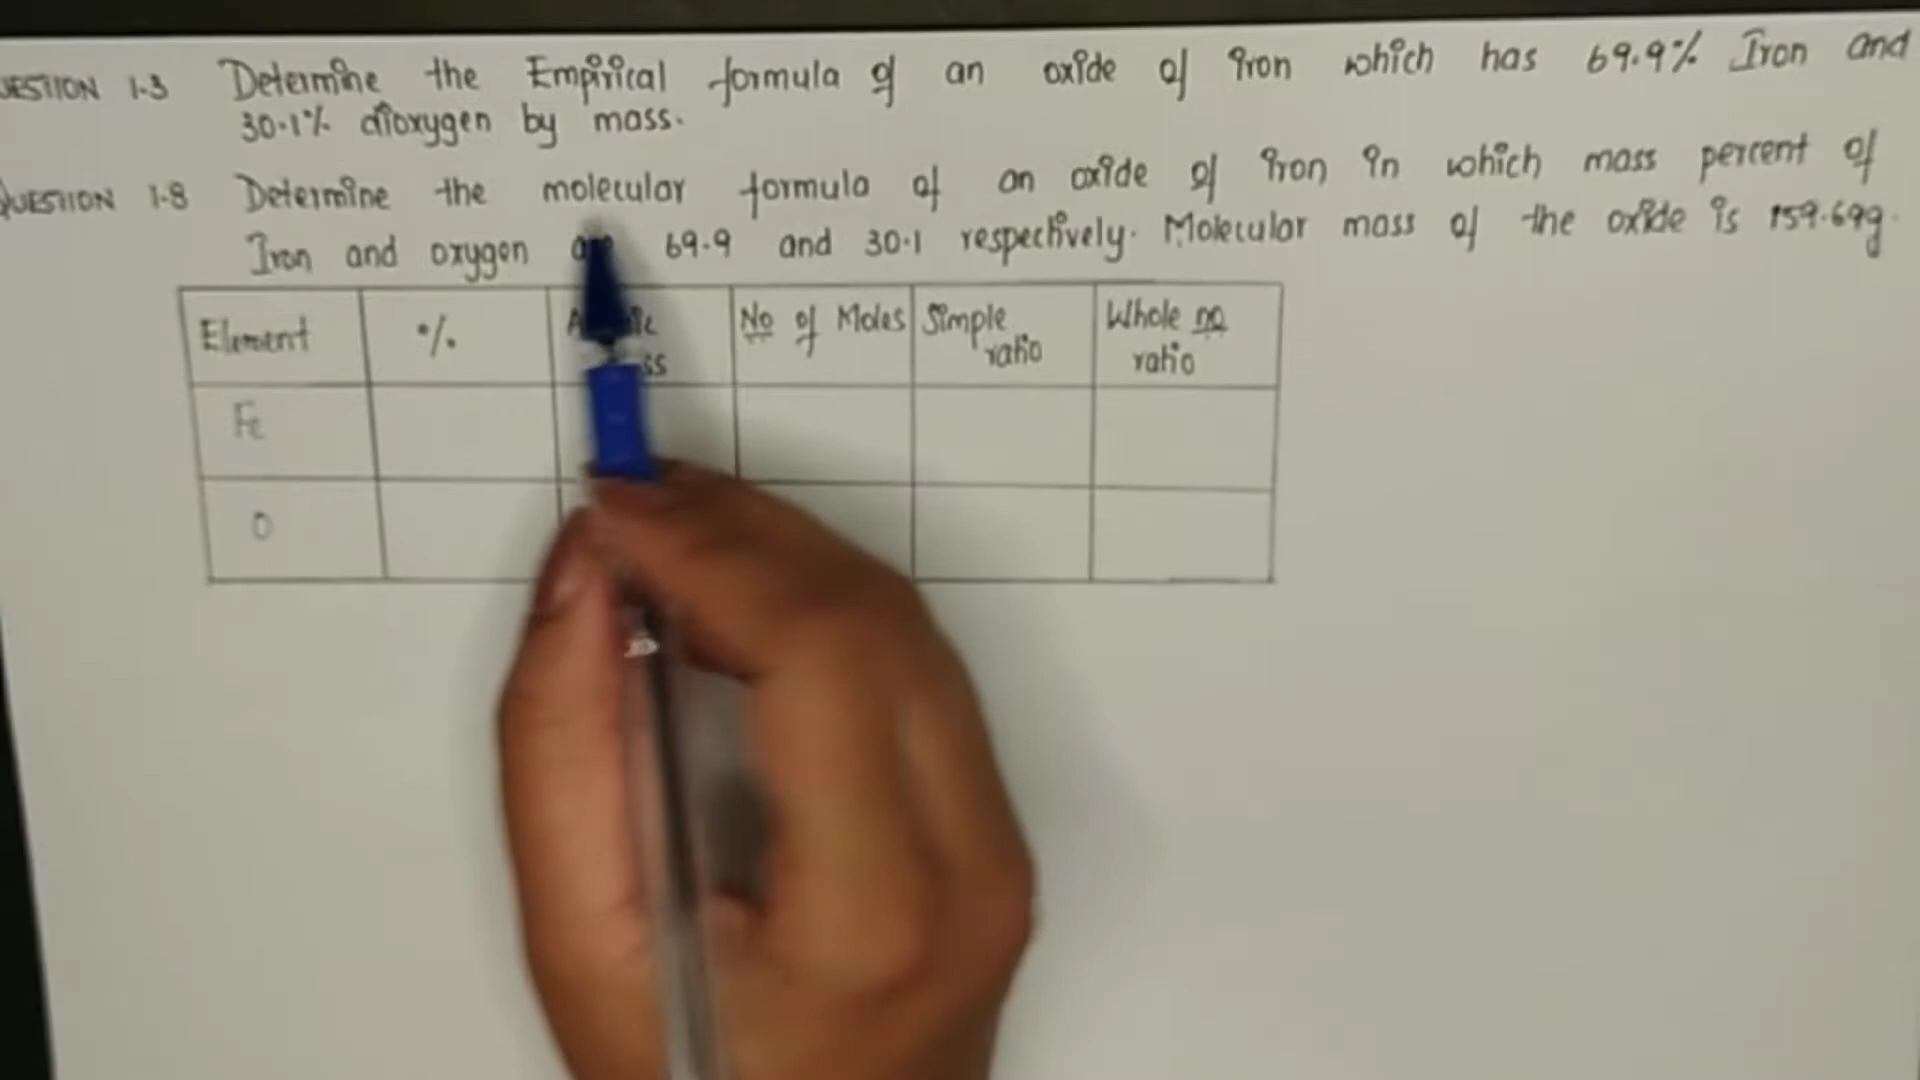 UESTION 1.3 Determine the Empirical formula of an oxide of iron which has 69.9% Iron and
30.1% dioxygen by mass.
QUESTION 1.8 Determine the molecular formula of an oxide of iron in which mass percent of
Iron and oxygen are 69.9 and 30.1 respectively. Molecular mass of the oxide is 159.69g.
Element % No of Moles Simple ratio Whole no ratio
Fe
O